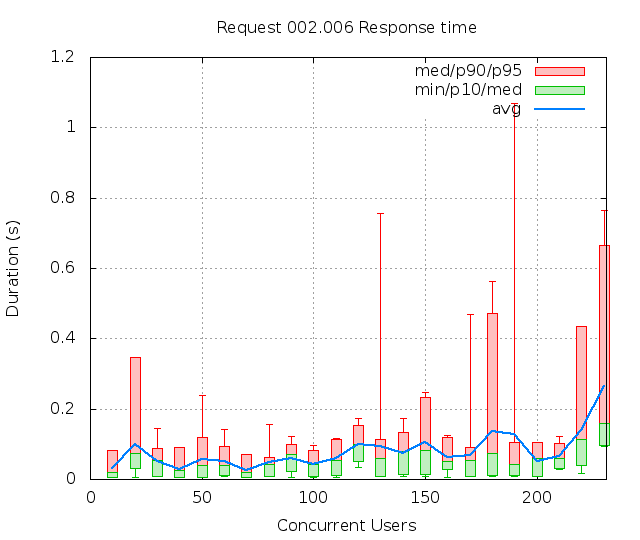 Request 002.006 Response time
1.2
1
0.8
0.6
0.4
0.2
0
Duration (s)
med/p90/p95
min/p10/med
avg
0 50 100 150 200
Concurrent Users